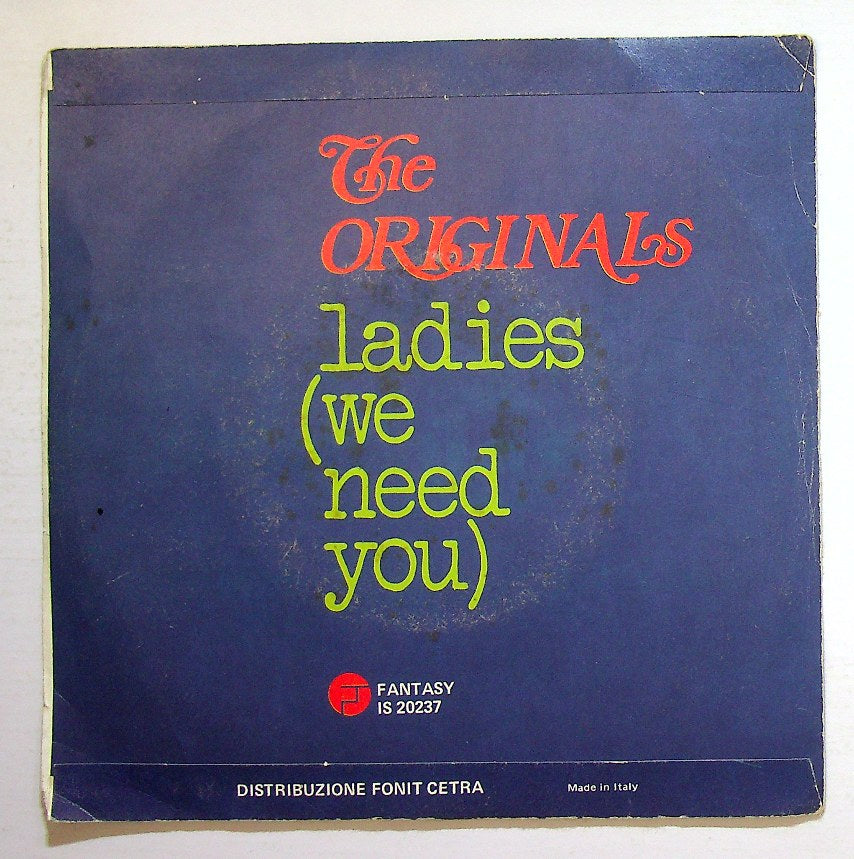 The
ORIGINALS
ladies
(we
need
you)
FANTASY
IS 20237
DISTRIBUZIONE FONIT CETRA
Made in Italy